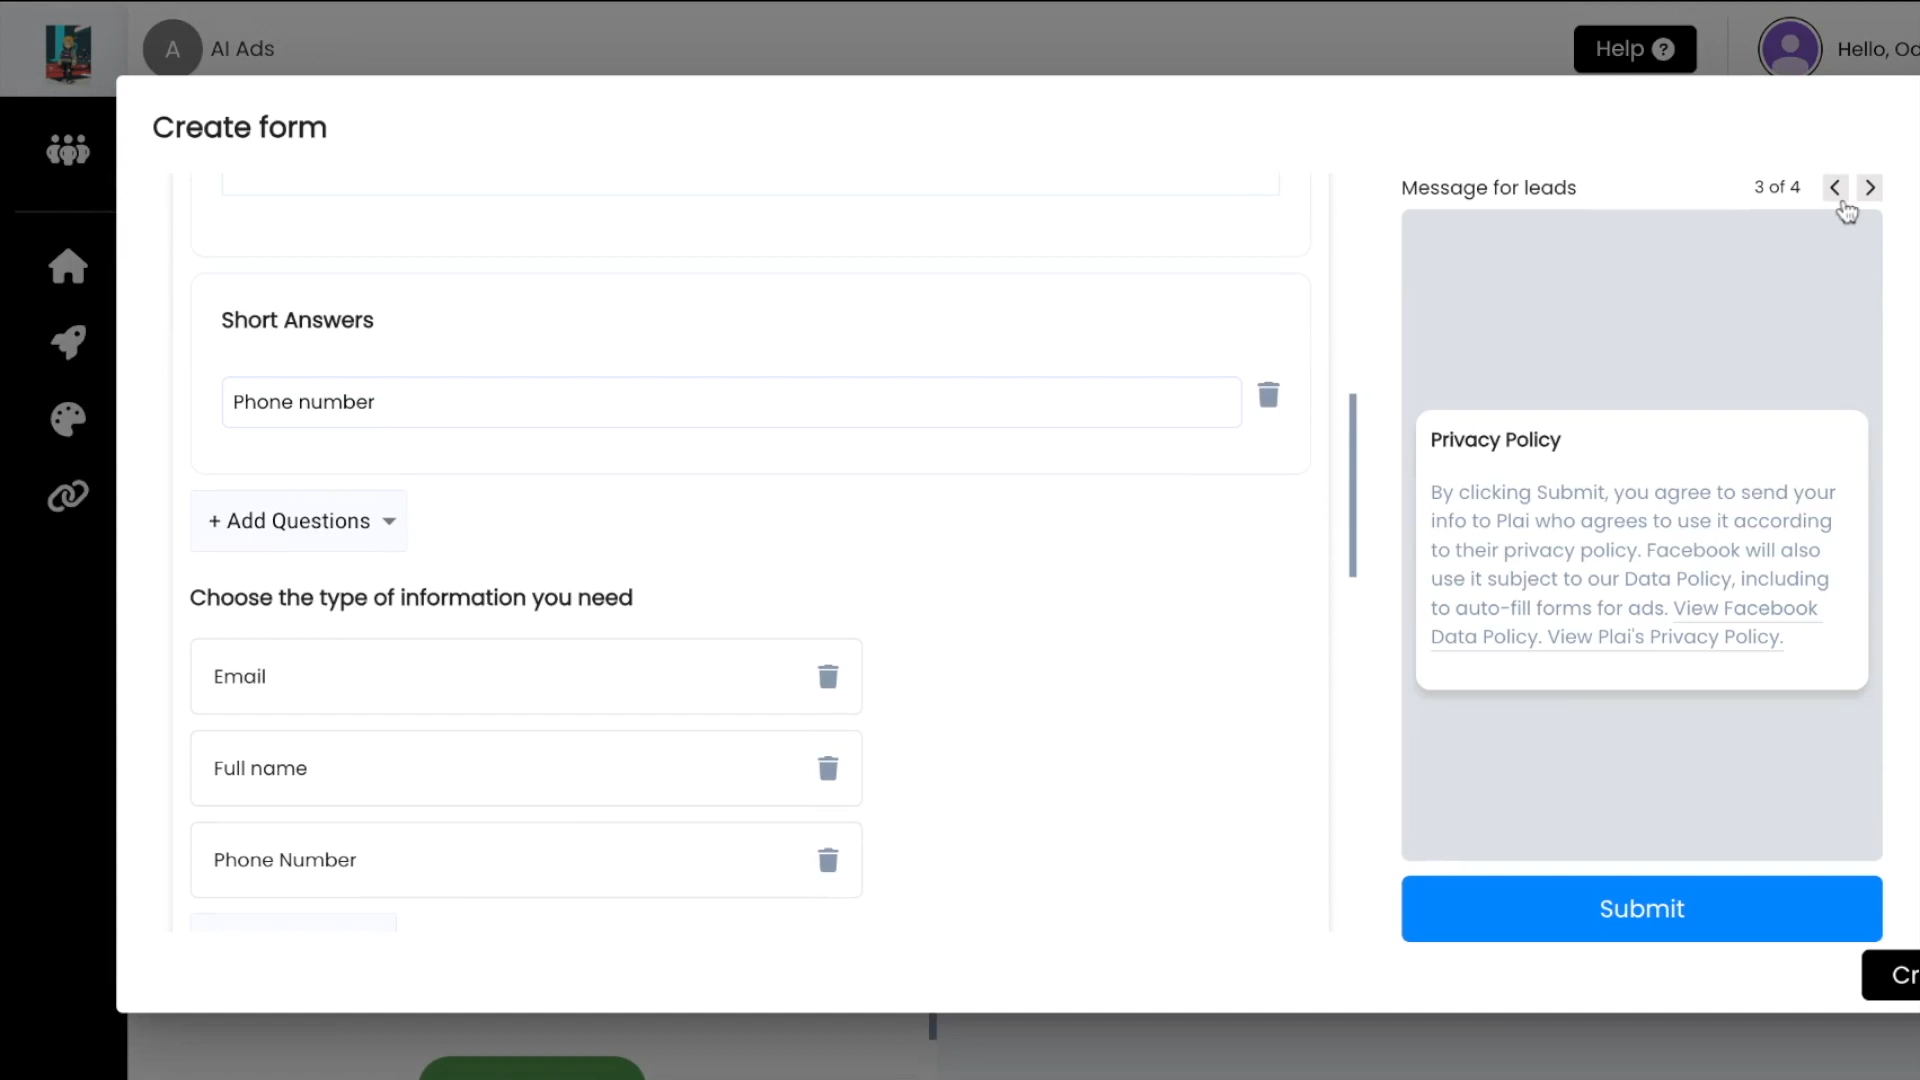 A AI Ads
Help ?
Hello, Oc
Create form
Message for leads
3 of 4
Short Answers
Phone number
+ Add Questions
Choose the type of information you need
Email
Full name
Phone Number
Privacy Policy
By clicking Submit, you agree to send your
info to Plai who agrees to use it according
to their privacy policy. Facebook will also
use it subject to our Data Policy, including
to auto-fill forms for ads. View Facebook
Data Policy. View Plai's Privacy Policy.
Submit
Cr